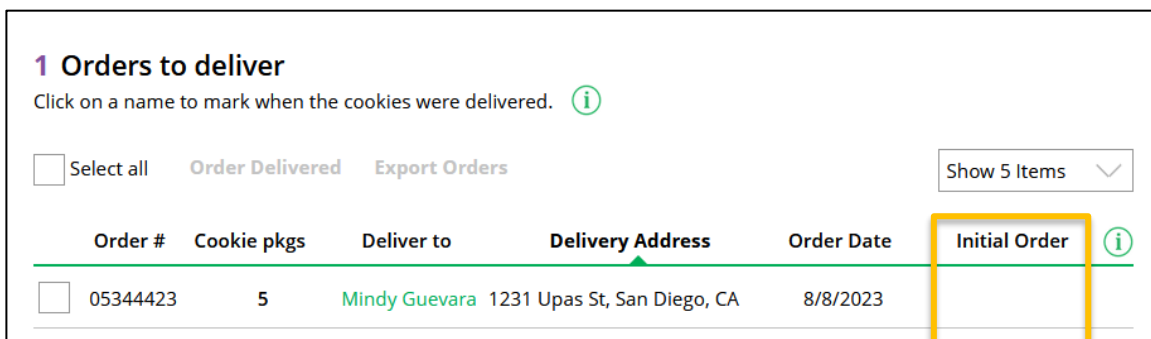 1 Orders to deliver
Click on a name to mark when the cookies were delivered. i
Select all Order Delivered Export Orders Show 5 Items
Order # Cookie pkgs Deliver to Delivery Address Order Date Initial Order i
05344423 5 Mindy Guevara 1231 Upas St, San Diego, CA 8/8/2023